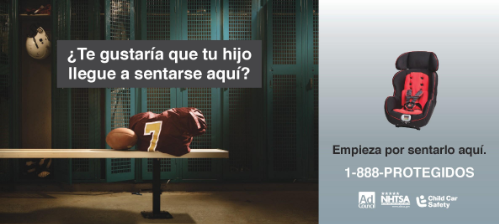 ¿Te gustaría que tu hijo
llegue a sentarse aquí?
7
Empieza por sentarlo aquí.
1-888-PROTEGIDOS
Ad
Council
NHTSA
Child Car
Safety